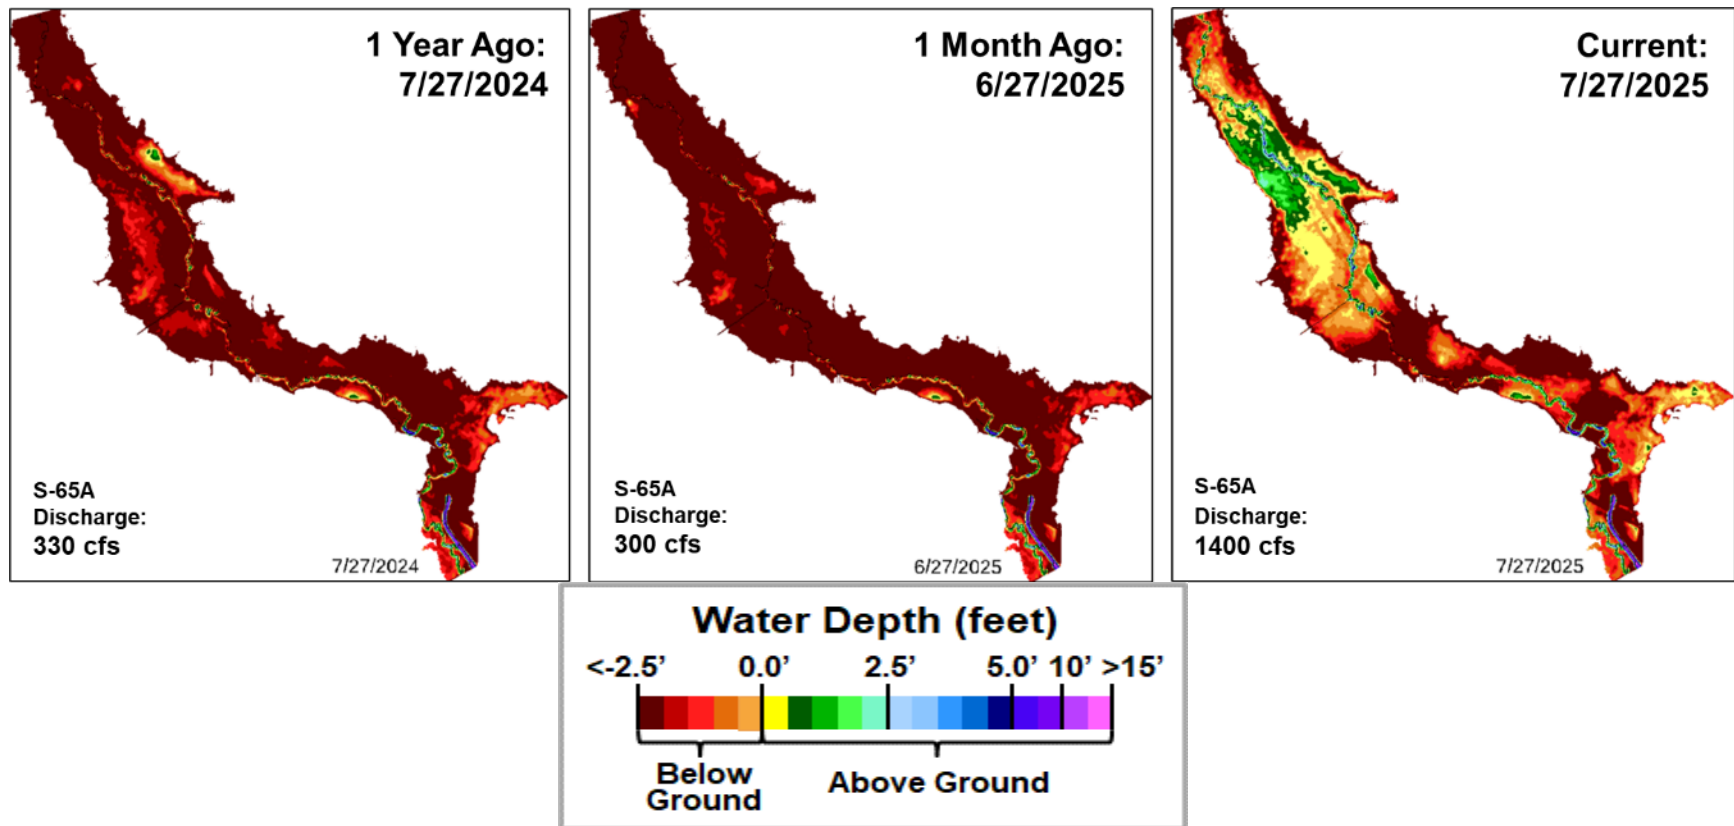 1 Year Ago:
7/27/2024
S-65A
Discharge:
330 cfs
7/27/2024
1 Month Ago:
6/27/2025
S-65A
Discharge:
300 cfs
6/27/2025
Current:
7/27/2025
S-65A
Discharge:
1400 cfs
7/27/2025
Water Depth (feet)
<-2.5’ 0.0’ 2.5’ 5.0’ 10’ >15’
Below
Ground
Above Ground